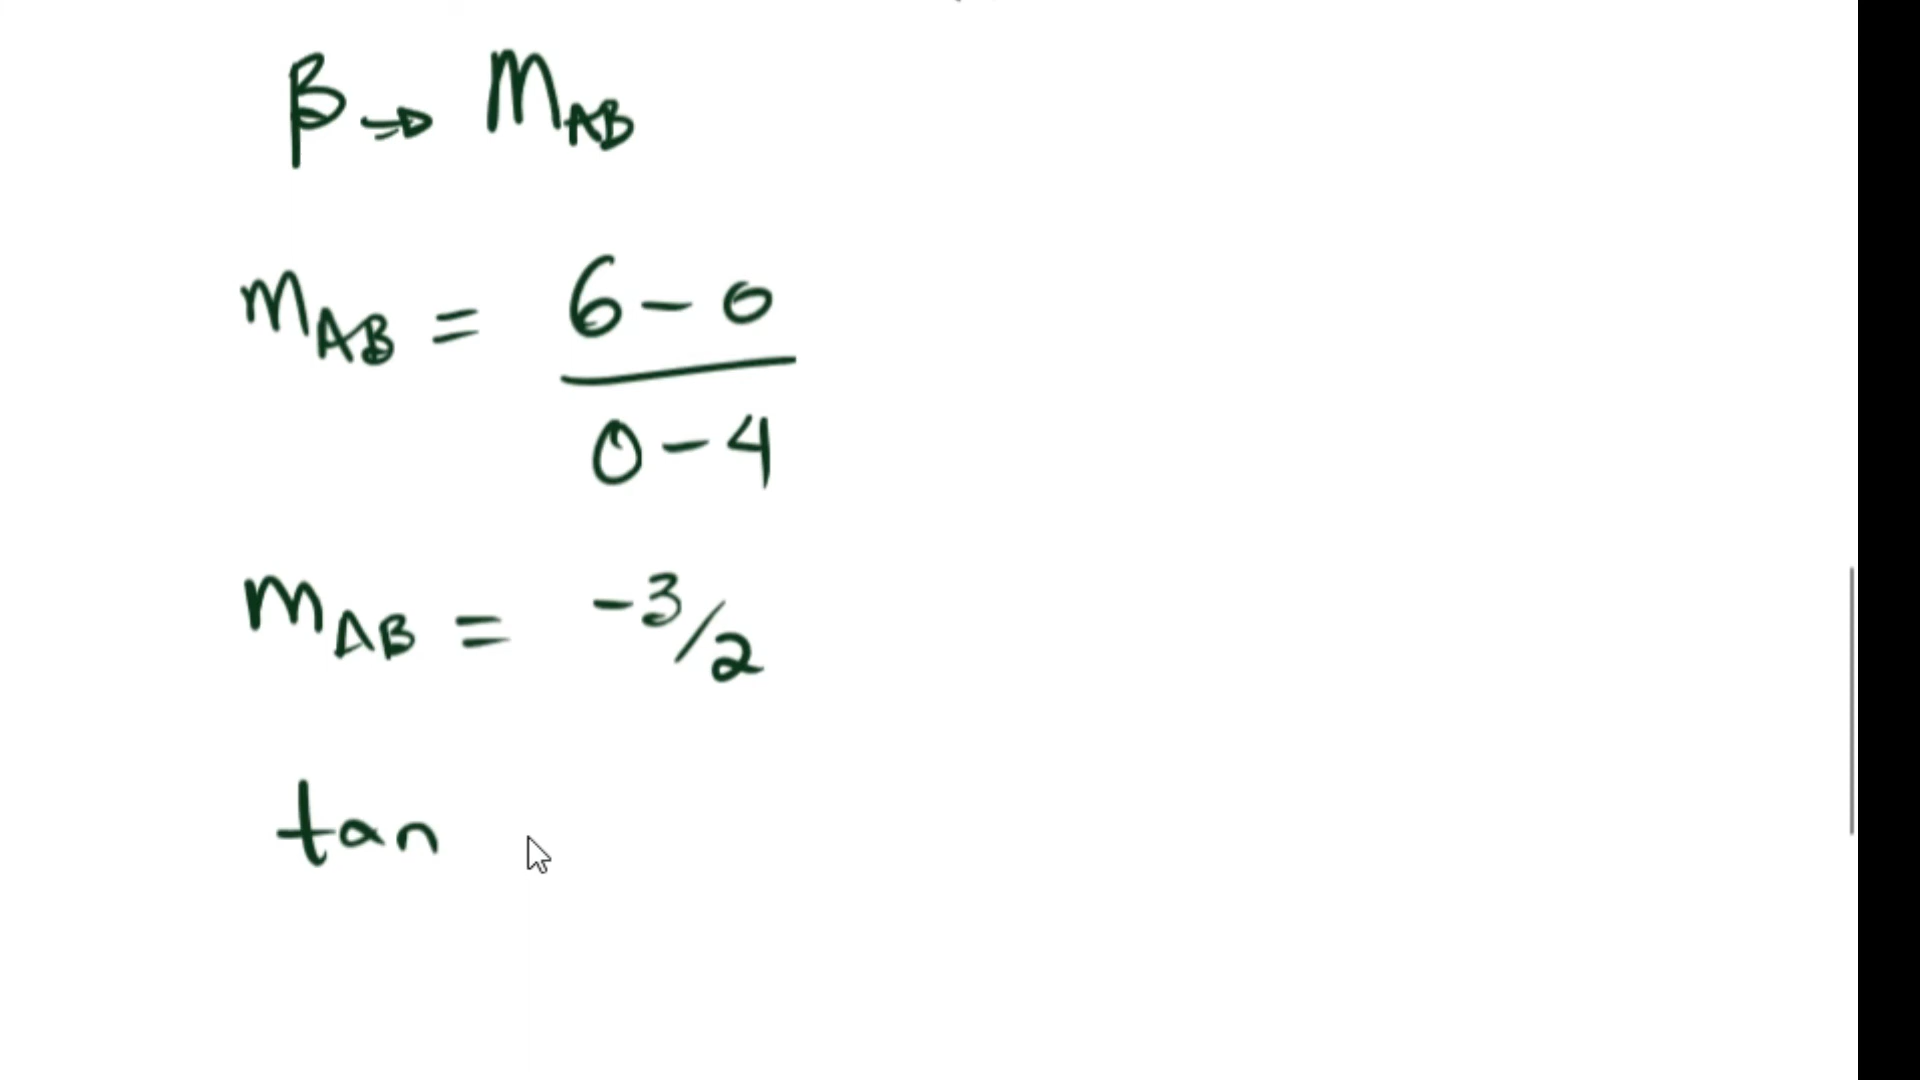 β → M_AB
m_AB = 6 - 0
0 - 4
m_AB = -3/2
tan